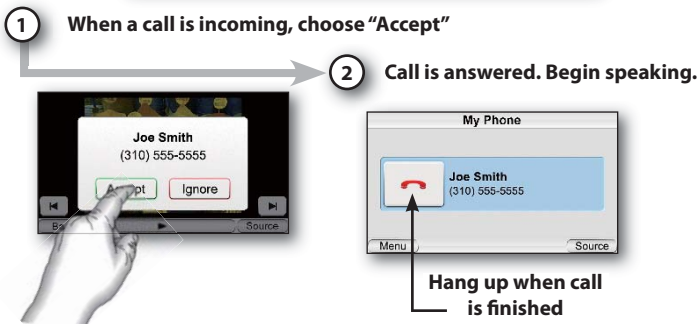 1 When a call is incoming, choose “Accept”
2 Call is answered. Begin speaking.
Joe Smith
(310) 555-5555
Ignore
Source
My Phone
Joe Smith
(310) 555-5555
Menu
Source
Hang up when call
is finished